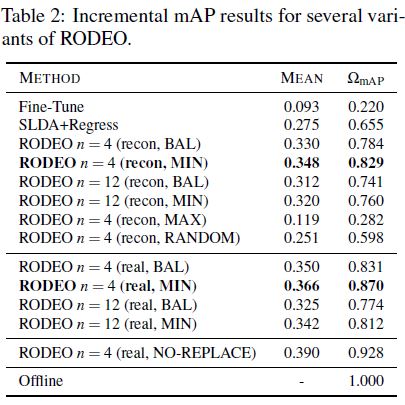 Table 2: Incremental mAP results for several vari-
ants of RODEO.
METHOD MEAN ΩmAP
Fine-Tune 0.093 0.220
SLDA+Regress 0.275 0.655
RODEO n = 4 (recon, BAL) 0.330 0.784
RODEO n = 4 (recon, MIN) 0.348 0.829
RODEO n = 12 (recon, BAL) 0.312 0.741
RODEO n = 12 (recon, MIN) 0.320 0.760
RODEO n = 4 (recon, MAX) 0.119 0.282
RODEO n = 4 (recon, RANDOM) 0.251 0.598
RODEO n = 4 (real, BAL) 0.350 0.831
RODEO n = 4 (real, MIN) 0.366 0.870
RODEO n = 12 (real, BAL) 0.325 0.774
RODEO n = 12 (real, MIN) 0.342 0.812
RODEO n = 4 (real, NO-REPLACE) 0.390 0.928
Offline - 1.000